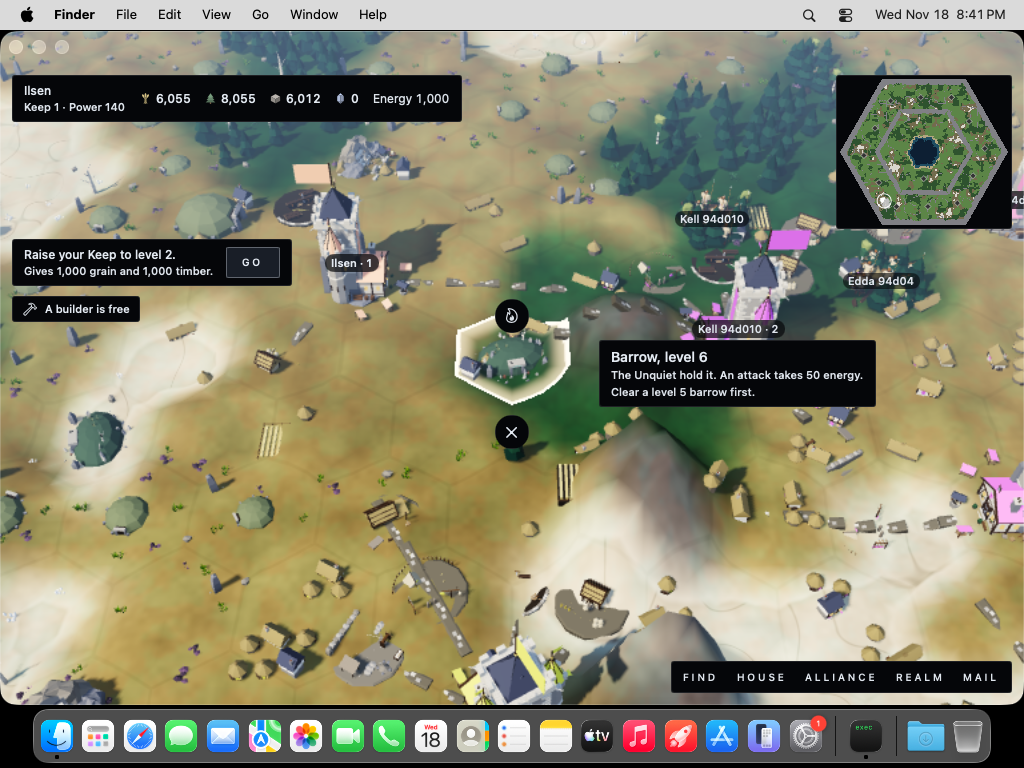 Finder File Edit View Go Window Help Wed Nov 18 8:41 PM
Ilsen
Keep 1 · Power 140
6,055 8,055 6,012 0 Energy 1,000
Kell 94d010
Raise your Keep to level 2.
Gives 1,000 grain and 1,000 timber.
GO
Ilsen · 1
Edda 94d04
A builder is free
Kell 94d010 · 2
Barrow, level 6
The Unquiet hold it. An attack takes 50 energy.
Clear a level 5 barrow first.
FIND HOUSE ALLIANCE REALM MAIL
Wed
18
tv
1
exec